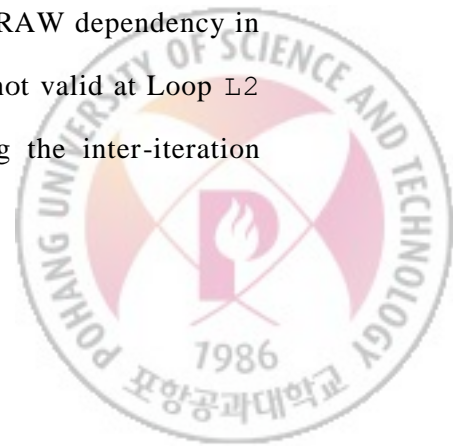 RAW dependency in
not valid at Loop L2
g the inter-iteration
POHANG UNIVERSITY OF SCIENCE AND TECHNOLOGY
1986
포항공과대학교